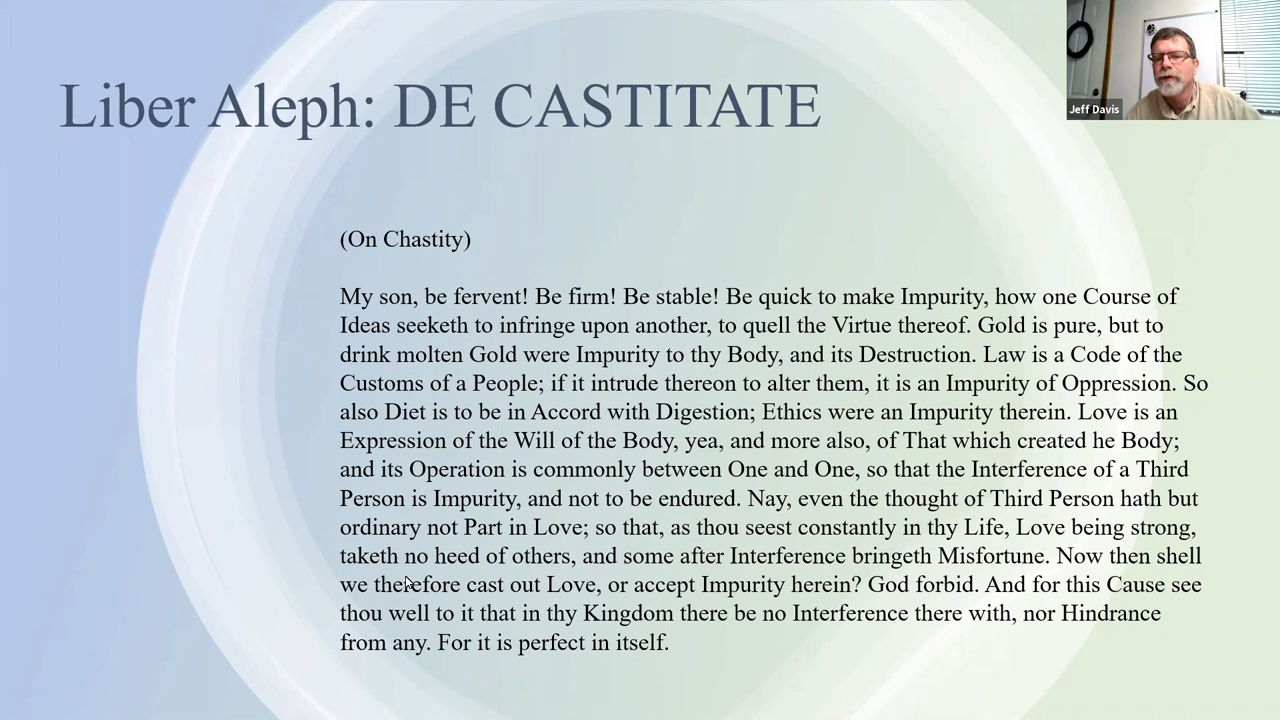 Liber Aleph: DE CASTITATE
Jeff Davis
(On Chastity)
My son, be fervent! Be firm! Be stable! Be quick to make Impurity, how one Course of
Ideas seeketh to infringe upon another, to quell the Virtue thereof. Gold is pure, but to
drink molten Gold were Impurity to thy Body, and its Destruction. Law is a Code of the
Customs of a People; if it intrude thereon to alter them, it is an Impurity of Oppression. So
also Diet is to be in Accord with Digestion; Ethics were an Impurity therein. Love is an
Expression of the Will of the Body, yea, and more also, of That which created he Body;
and its Operation is commonly between One and One, so that the Interference of a Third
Person is Impurity, and not to be endured. Nay, even the thought of Third Person hath but
ordinary not Part in Love; so that, as thou seest constantly in thy Life, Love being strong,
taketh no heed of others, and some after Interference bringeth Misfortune. Now then shell
we therefore cast out Love, or accept Impurity herein? God forbid. And for this Cause see
thou well to it that in thy Kingdom there be no Interference there with, nor Hindrance
from any. For it is perfect in itself.